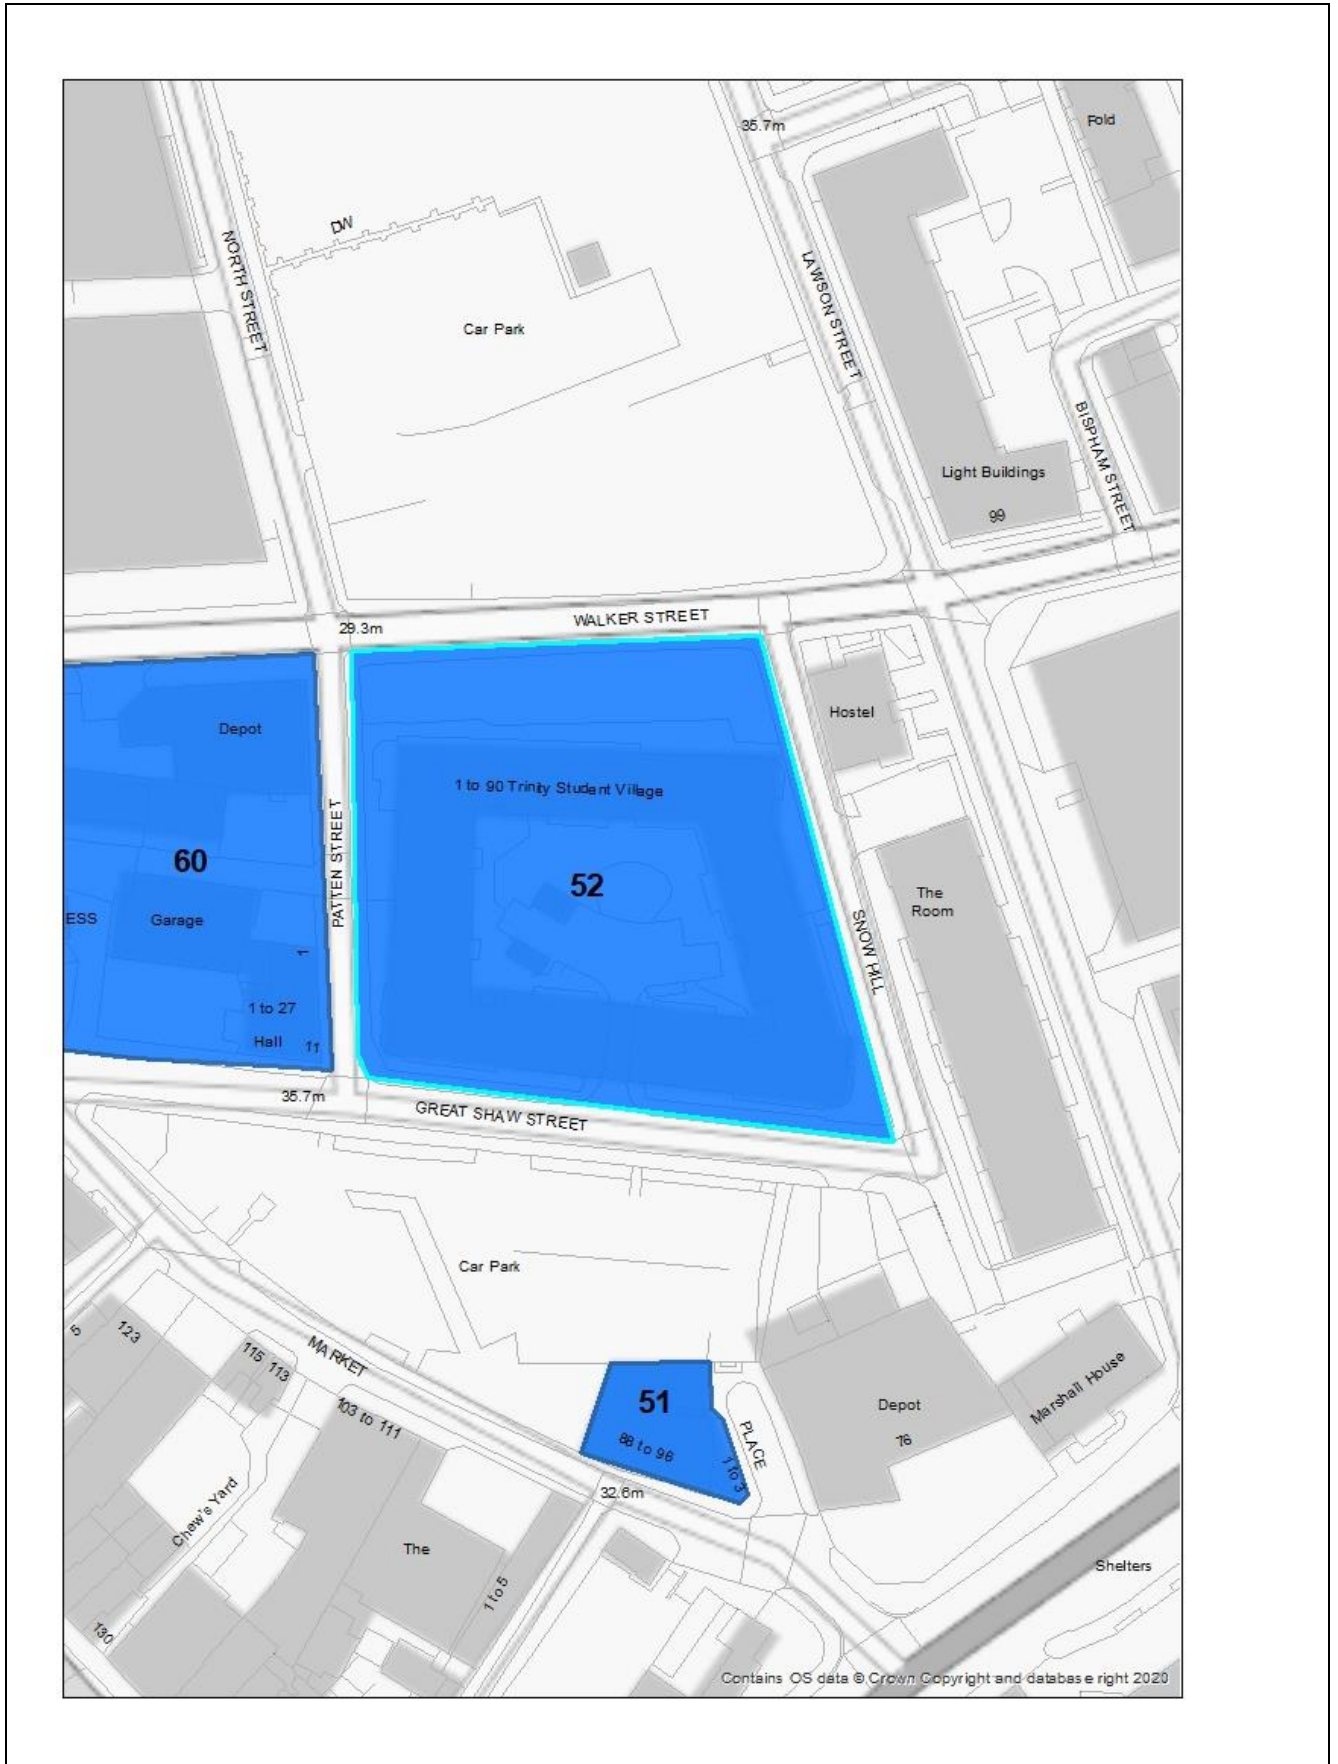 35.7m
Fold
DW
NORTH STREET
LAWSON STREET
Car Park
BISPHAM STREET
Light Buildings
99
WALKER STREET
29.3m
Hostel
Depot
1 to 90 Trinity Student Village
PATTEN STREET
60
52
The
Room
ESS
Garage
SNOW HILL
1
1 to 27
Hall
11
35.7m
GREAT SHAW STREET
Car Park
5
123
115
113
MARKET
Marshall House
51
103 to 111
Depot
76
88 to 96
PLACE
1 to 3
32.6m
Chew's Yard
The
1 to 5
Shelters
130
Contains OS data © Crown Copyright and database right 2020